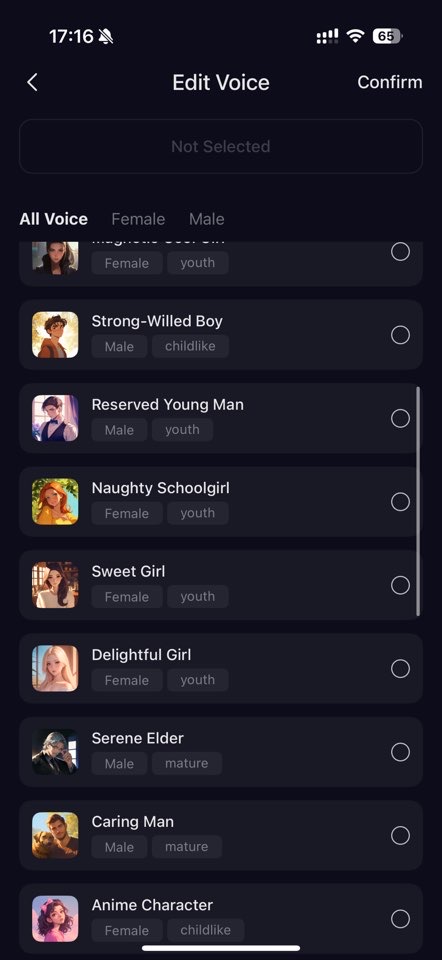 17:16
65
Edit Voice
Confirm
Not Selected
All Voice
Female
Male
Female
youth
Strong-Willed Boy
Male
childlike
Reserved Young Man
Male
youth
Naughty Schoolgirl
Female
youth
Sweet Girl
Female
youth
Delightful Girl
Female
youth
Serene Elder
Male
mature
Caring Man
Male
mature
Anime Character
Female
childlike